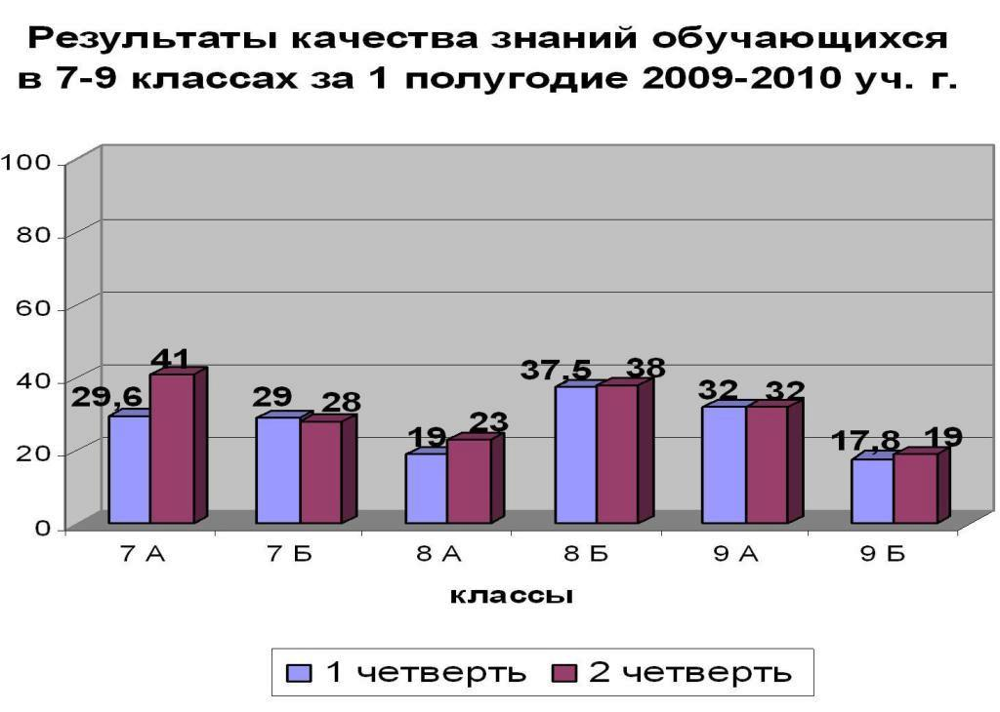 Результаты качества знаний обучающихся
в 7-9 классах за 1 полугодие 2009-2010 уч. г.
100
80
60
40
20
0
29,6
41
29
28
19
23
37,5
38
32
32
17,8
19
7 А
7 Б
8 А
8 Б
9 А
9 Б
классы
1 четверть
2 четверть